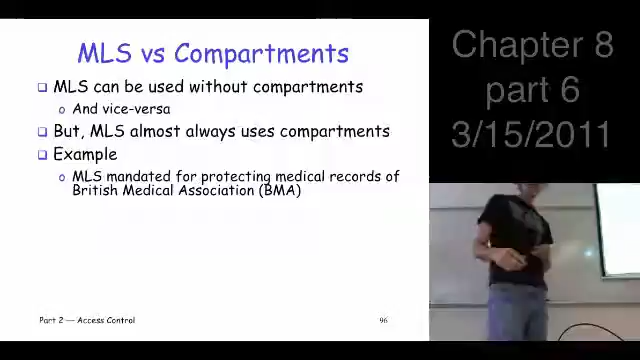 MLS vs Compartments
MLS can be used without compartments
And vice-versa
But, MLS almost always uses compartments
Example
MLS mandated for protecting medical records of
British Medical Association (BMA)
Part 2 — Access Control
96
Chapter 8
part 6
3/15/2011